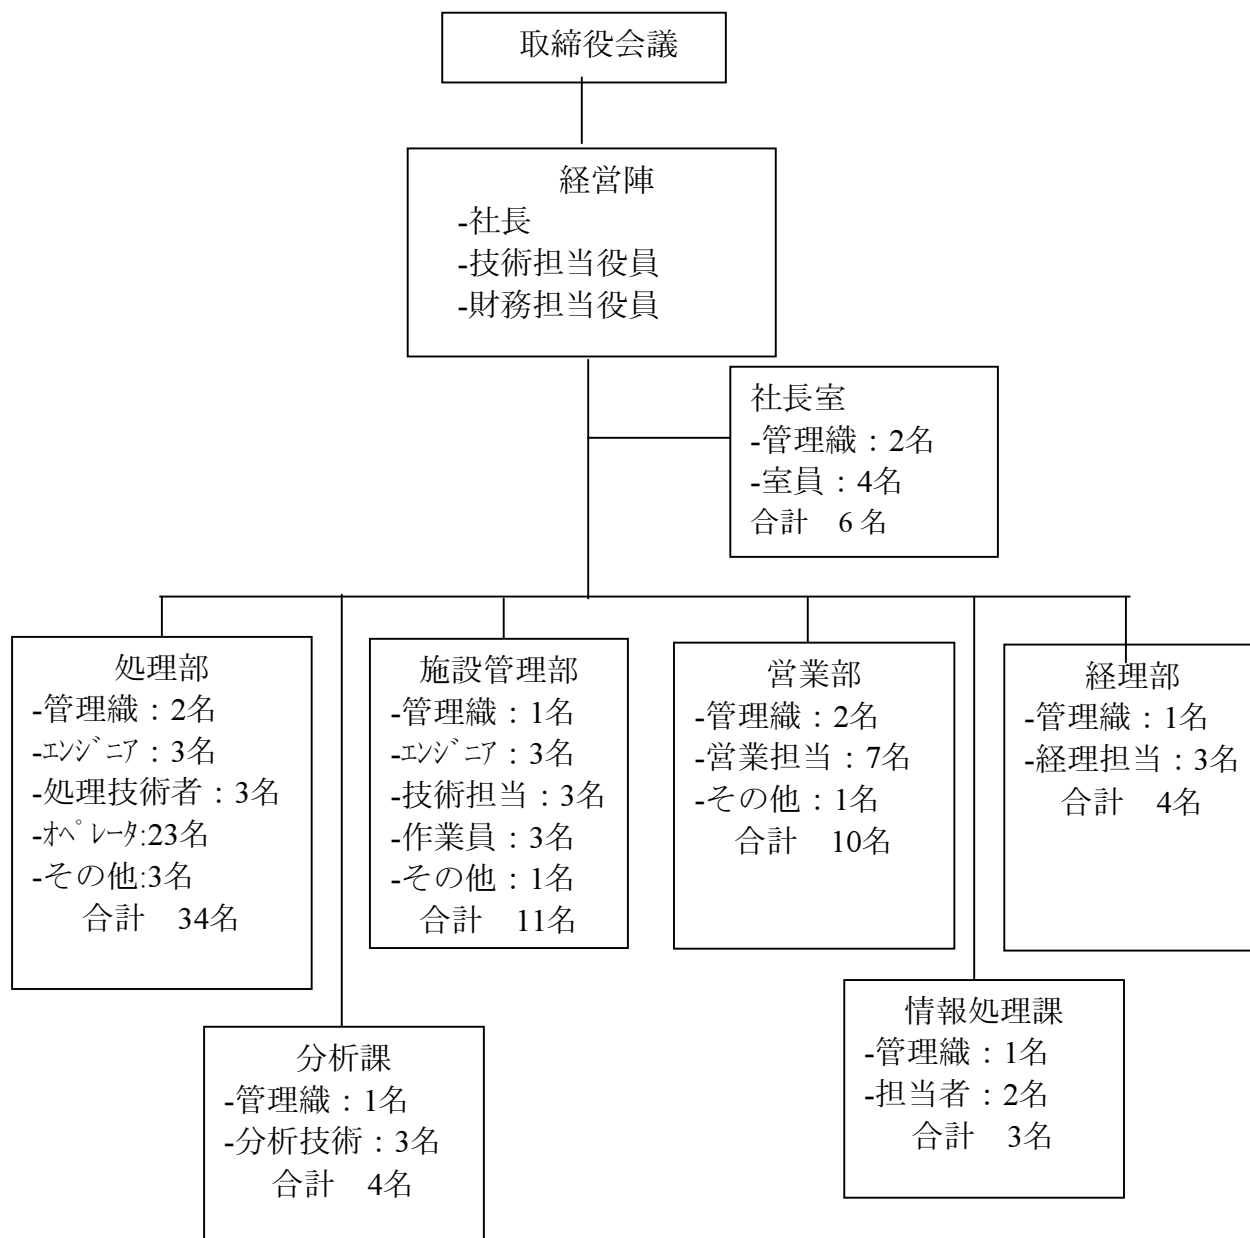 取締役会議
経営陣
-社長
-技術担当役員
-財務担当役員
社長室
-管理織：2名
-室員：4名
合計　6 名
処理部
-管理織：2名
-ｴﾝｼﾞﾆｱ：3名
-処理技術者：3名
-ｵﾍﾟﾚｰﾀ:23名
-その他:3名
合計　34名
施設管理部
-管理織：1名
-ｴﾝｼﾞﾆｱ：3名
-技術担当：3名
-作業員：3名
-その他：1名
合計　11名
営業部
-管理織：2名
-営業担当：7名
-その他：1名
合計　10名
経理部
-管理織：1名
-経理担当：3名
合計　4名
分析課
-管理織：1名
-分析技術：3名
合計　4名
情報処理課
-管理織：1名
-担当者：2名
合計　3名